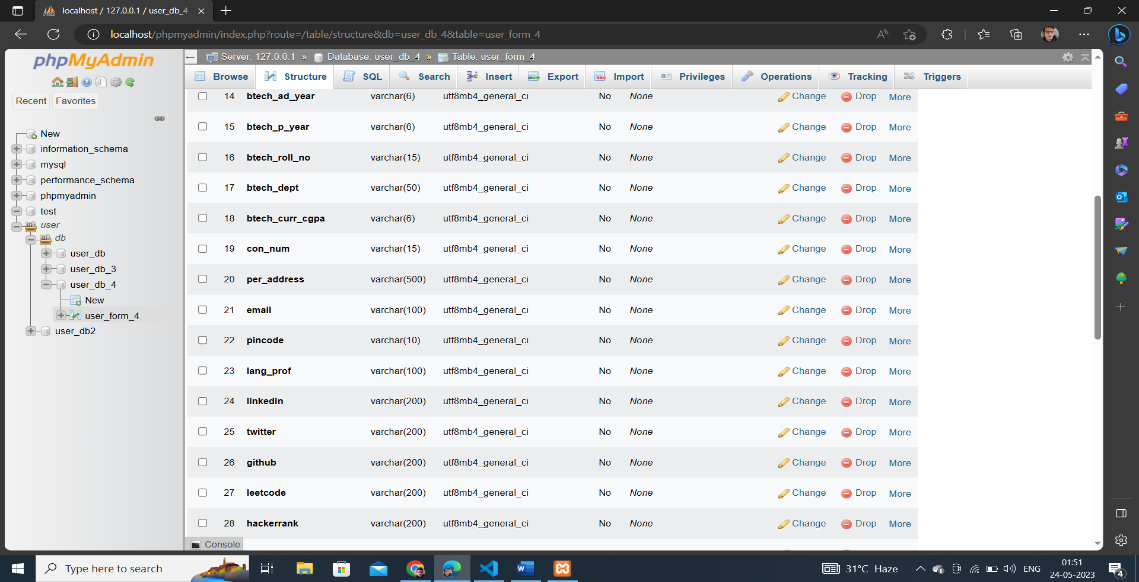 localhost / 127.0.0.1 / user_db_4
localhost/phpmyadmin/index.php?route=/table/structure&db=user_db_4&table=user_form_4
phpMyAdmin
Recent Favorites
New
information_schema
mysql
performance_schema
phpmyadmin
test
user
db
user_db
user_db_3
user_db_4
New
user_form_4
user_db2
Server: 127.0.0.1 » Database: user_db_4 » Table: user_form_4
Browse Structure SQL Search Insert Export Import Privileges Operations Tracking Triggers
14 btech_ad_year varchar(6) utf8mb4_general_ci No None Change Drop More
15 btech_p_year varchar(6) utf8mb4_general_ci No None Change Drop More
16 btech_roll_no varchar(15) utf8mb4_general_ci No None Change Drop More
17 btech_dept varchar(50) utf8mb4_general_ci No None Change Drop More
18 btech_curr_cgpa varchar(6) utf8mb4_general_ci No None Change Drop More
19 con_num varchar(15) utf8mb4_general_ci No None Change Drop More
20 per_address varchar(500) utf8mb4_general_ci No None Change Drop More
21 email varchar(100) utf8mb4_general_ci No None Change Drop More
22 pincode varchar(10) utf8mb4_general_ci No None Change Drop More
23 lang_prof varchar(100) utf8mb4_general_ci No None Change Drop More
24 linkedin varchar(200) utf8mb4_general_ci No None Change Drop More
25 twitter varchar(200) utf8mb4_general_ci No None Change Drop More
26 github varchar(200) utf8mb4_general_ci No None Change Drop More
27 leetcode varchar(200) utf8mb4_general_ci No None Change Drop More
28 hackerrank varchar(200) utf8mb4_general_ci No None Change Drop More
Console
Type here to search
31°C Haze
ENG
01:51
24-05-2023
4